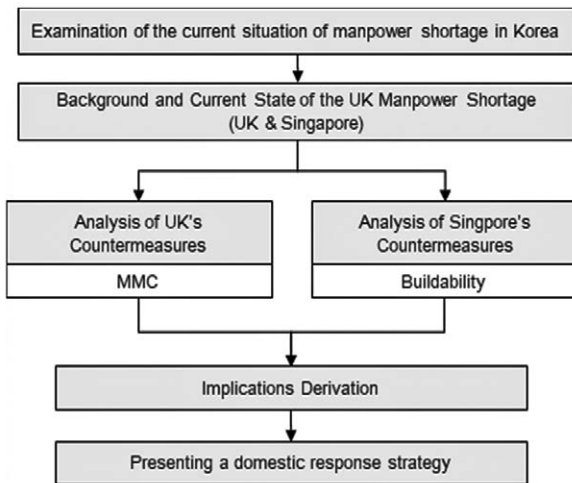 Examination of the current situation of manpower shortage in Korea
Background and Current State of the UK Manpower Shortage
(UK & Singapore)
Analysis of UK's
Countermeasures
MMC
Analysis of Singpore's
Countermeasures
Buildability
Implications Derivation
Presenting a domestic response strategy